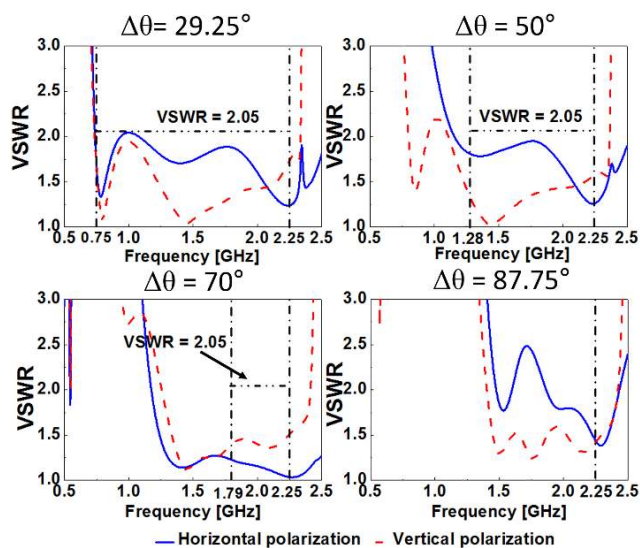 Δθ= 29.25°
Δθ = 50°
3.0
2.5
2.0
1.5
1.0
VSWR
VSWR = 2.05
0.5 0.75 1.0 1.5 2.0 2.25 2.5
Frequency [GHz]
3.0
2.5
2.0
1.5
1.0
VSWR
VSWR = 2.05
0.5 1.0 1.28 1.5 2.0 2.25 2.5
Frequency [GHz]
Δθ = 70°
Δθ = 87.75°
3.0
2.5
2.0
1.5
1.0
VSWR
VSWR = 2.05
0.5 1.0 1.5 1.79 2.0 2.25 2.5
Frequency [GHz]
3.0
2.5
2.0
1.5
1.0
VSWR
0.5 1.0 1.5 2.0 2.25 2.5
Frequency [GHz]
Horizontal polarization Vertical polarization